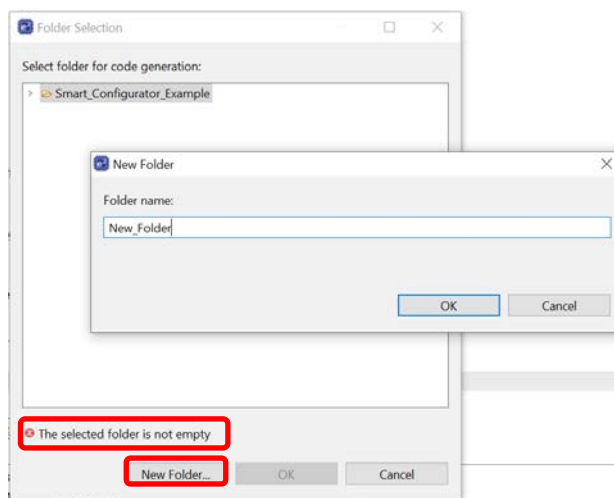 Folder Selection
Select folder for code generation:
Smart_Configurator_Example
New Folder
Folder name:
New_Folder
OK Cancel
The selected folder is not empty
New Folder... OK Cancel